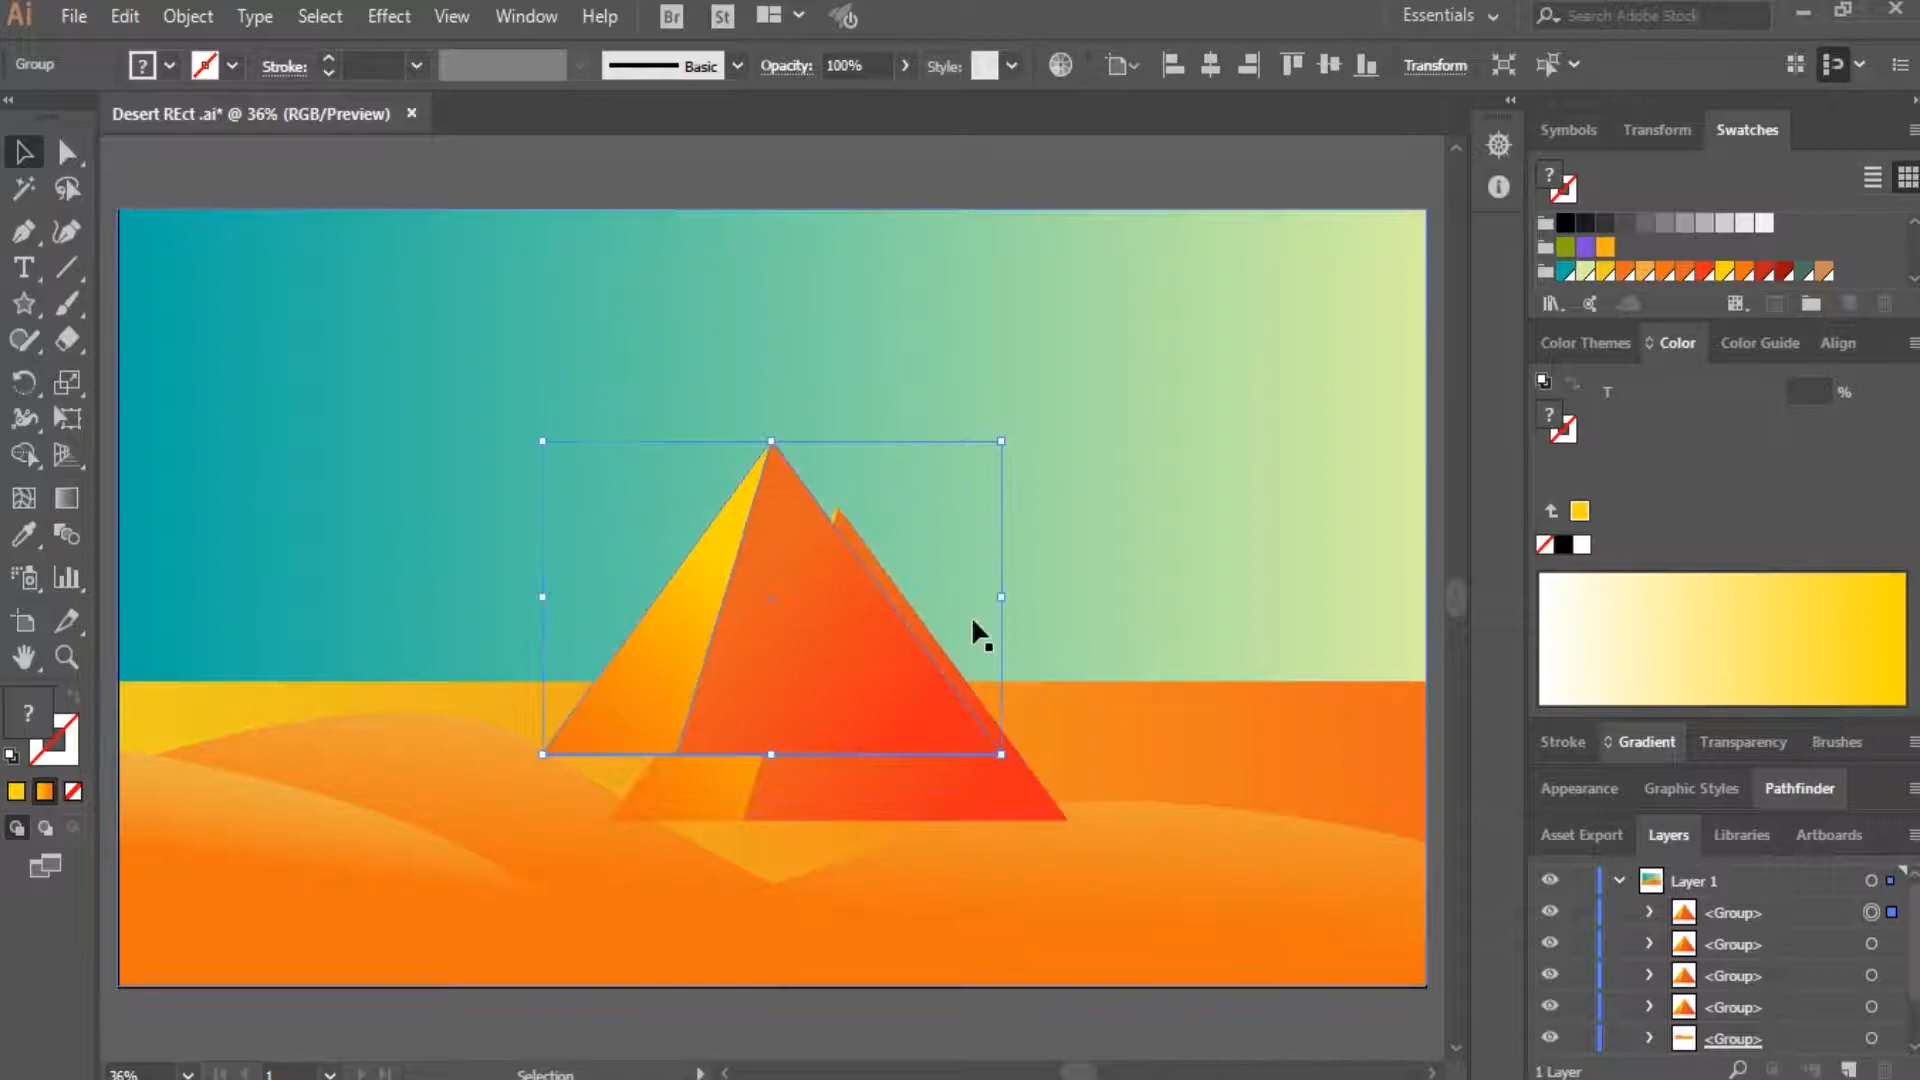 Ai File Edit Object Type Select Effect View Window Help Br St Essentials Search Adobe Stock
Group ? Stroke: Basic Opacity: 100% Style: Transform
Desert REct .ai* @ 36% (RGB/Preview)
Symbols Transform Swatches
?
Color Themes Color Color Guide Align
T %
?
Stroke Gradient Transparency Brushes
Appearance Graphic Styles Pathfinder
Asset Export Layers Libraries Artboards
Layer 1
<Group>
<Group>
<Group>
<Group>
<Group>
1 Layer
T
?
36% 1 Selection